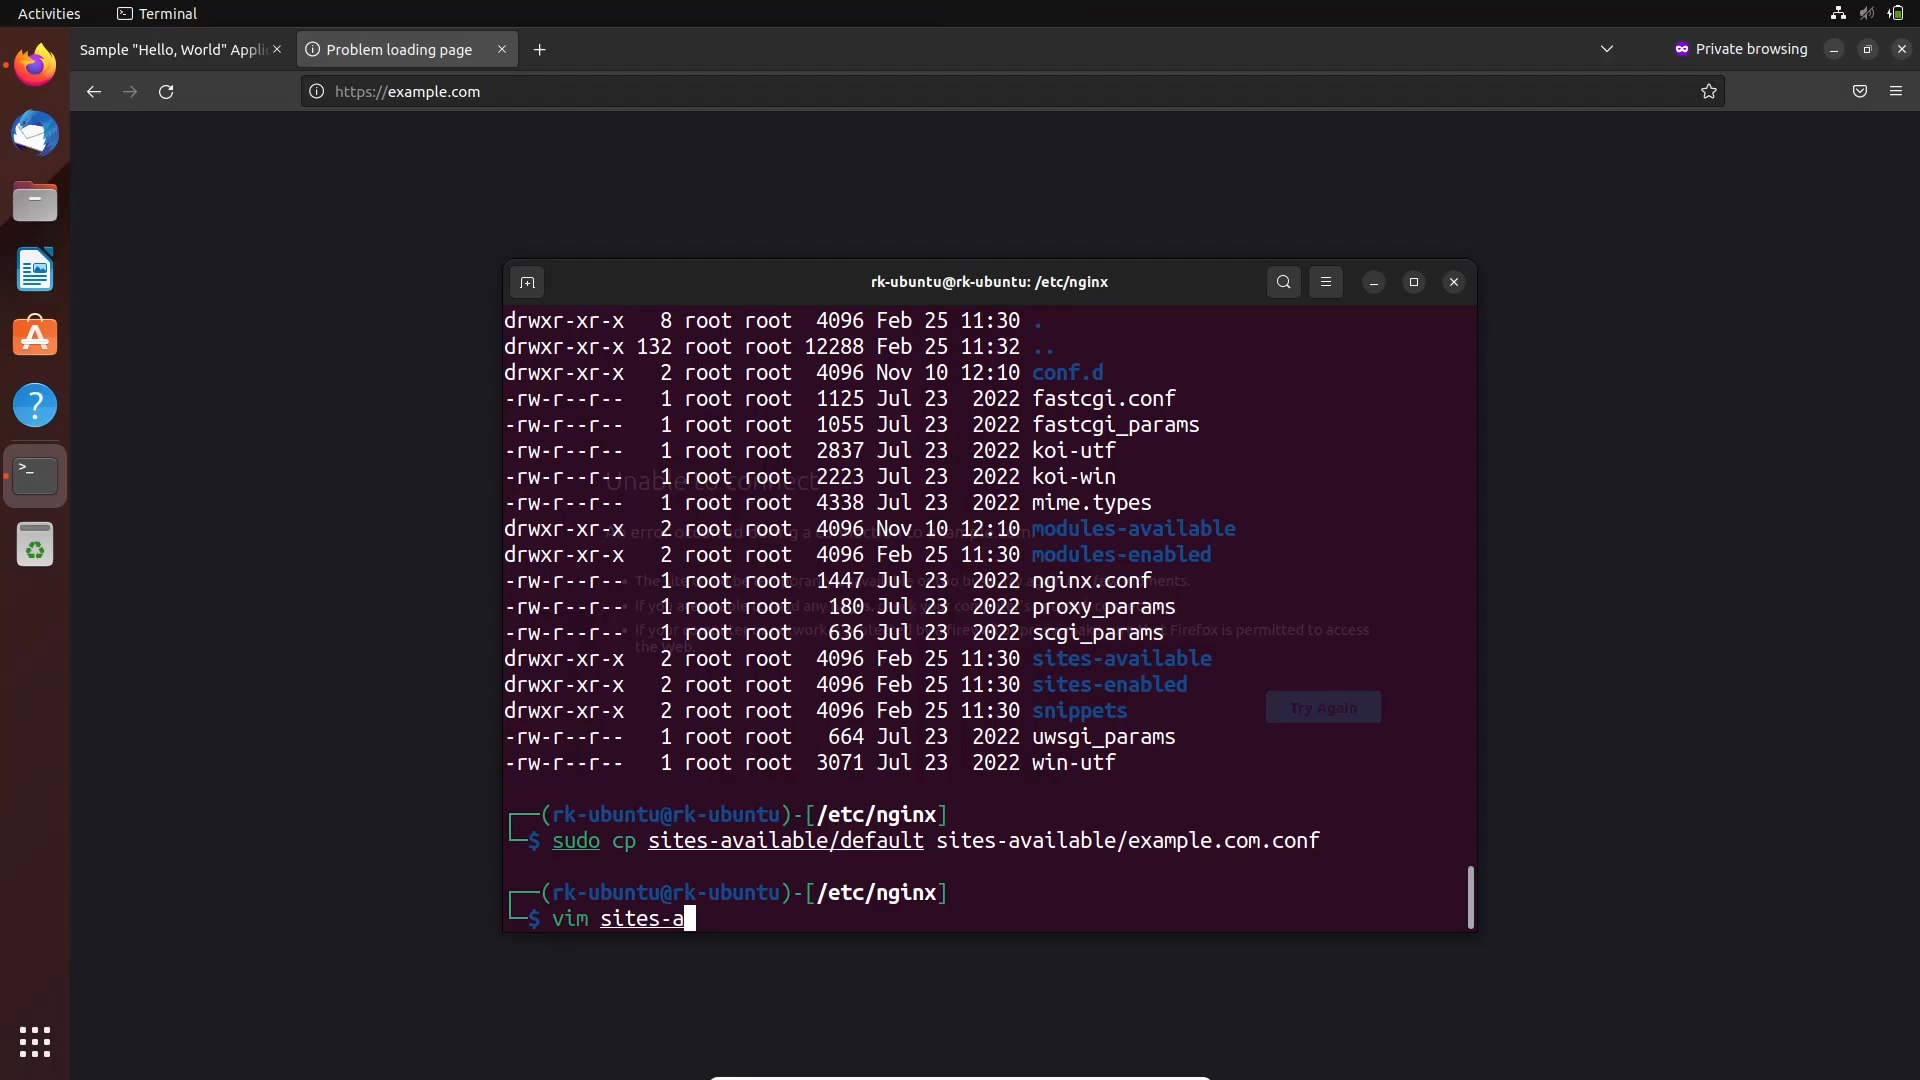 Activities
Terminal
Sample "Hello, World" Appli
Problem loading page
Private browsing
https://example.com
rk-ubuntu@rk-ubuntu: /etc/nginx
drwxr-xr-x 8 root root 4096 Feb 25 11:30 .
drwxr-xr-x 132 root root 12288 Feb 25 11:32 ..
drwxr-xr-x 2 root root 4096 Nov 10 12:10 conf.d
-rw-r--r-- 1 root root 1125 Jul 23 2022 fastcgi.conf
-rw-r--r-- 1 root root 1055 Jul 23 2022 fastcgi_params
-rw-r--r-- 1 root root 2837 Jul 23 2022 koi-utf
-rw-r--r-- 1 root root 2223 Jul 23 2022 koi-win
-rw-r--r-- 1 root root 4338 Jul 23 2022 mime.types
drwxr-xr-x 2 root root 4096 Nov 10 12:10 modules-available
drwxr-xr-x 2 root root 4096 Feb 25 11:30 modules-enabled
-rw-r--r-- 1 root root 1447 Jul 23 2022 nginx.conf
-rw-r--r-- 1 root root 180 Jul 23 2022 proxy_params
-rw-r--r-- 1 root root 636 Jul 23 2022 scgi_params
drwxr-xr-x 2 root root 4096 Feb 25 11:30 sites-available
drwxr-xr-x 2 root root 4096 Feb 25 11:30 sites-enabled
drwxr-xr-x 2 root root 4096 Feb 25 11:30 snippets
-rw-r--r-- 1 root root 664 Jul 23 2022 uwsgi_params
-rw-r--r-- 1 root root 3071 Jul 23 2022 win-utf
(rk-ubuntu@rk-ubuntu)-[/etc/nginx]
$ sudo cp sites-available/default sites-available/example.com.conf
(rk-ubuntu@rk-ubuntu)-[/etc/nginx]
$ vim sites-a
Unable to connect
Firefox is permitted to access
the Web.
Try Again